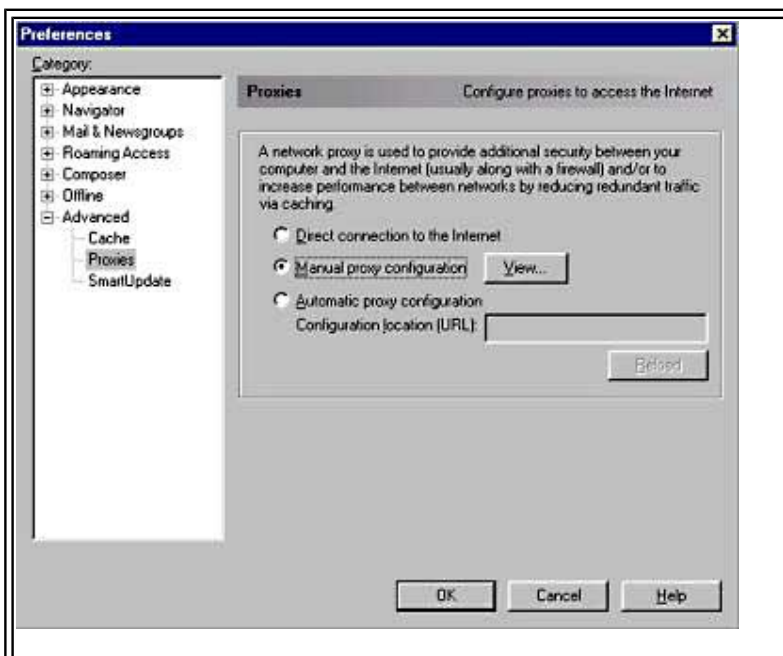 Preferences
Category:
Appearance
Navigator
Mail & Newsgroups
Roaming Access
Composer
Offline
Advanced
Cache
Proxies
SmartUpdate
Proxies Configure proxies to access the Internet
A network proxy is used to provide additional security between your
computer and the Internet (usually along with a firewall) and/or to
increase performance between networks by reducing redundant traffic
via caching.
Direct connection to the Internet
Manual proxy configuration View...
Automatic proxy configuration
Configuration location (URL):
Reload
OK Cancel Help